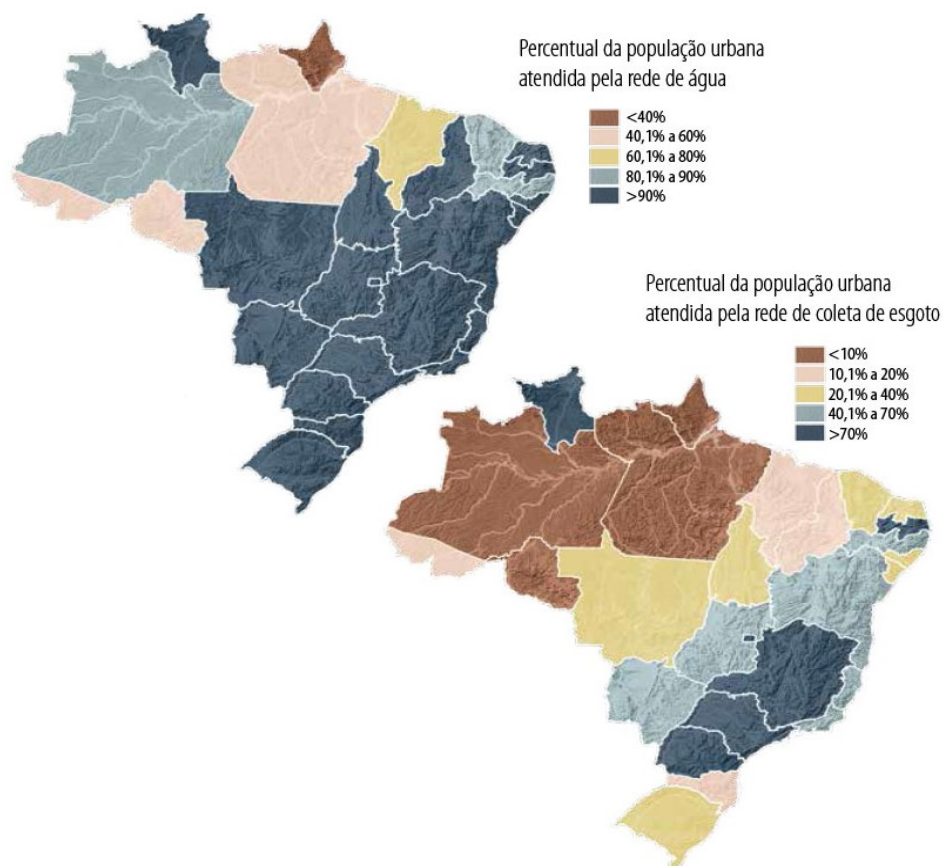 Percentual da população urbana
atendida pela rede de água
<40%
40,1% a 60%
60,1% a 80%
80,1% a 90%
>90%
Percentual da população urbana
atendida pela rede de coleta de esgoto
<10%
10,1% a 20%
20,1% a 40%
40,1% a 70%
>70%